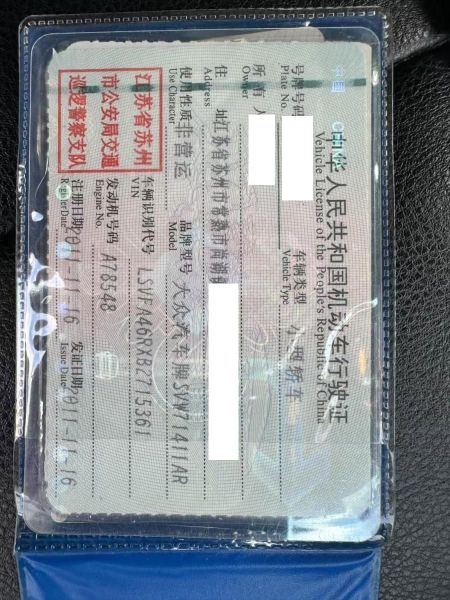 中国
中华人民共和国机动车行驶证
Vehicle License of the People's Republic of China
号牌号码 车辆类型 小型轿车
Plate No. Vehicle Type
所有人
Owner
住址 江苏省苏州市常熟市尚湖
Address
使用性质 非营运 品牌型号 大众汽车牌SVW71411AR
Use Character Model
江苏省苏州
市公安局交通
巡逻警察支队
车辆识别代号 LSVFA46RXB2715361
VIN
发动机号码 A78548
Engine No.
注册日期 2011-11-16 发证日期 2011-11-16
Register Date Issue Date